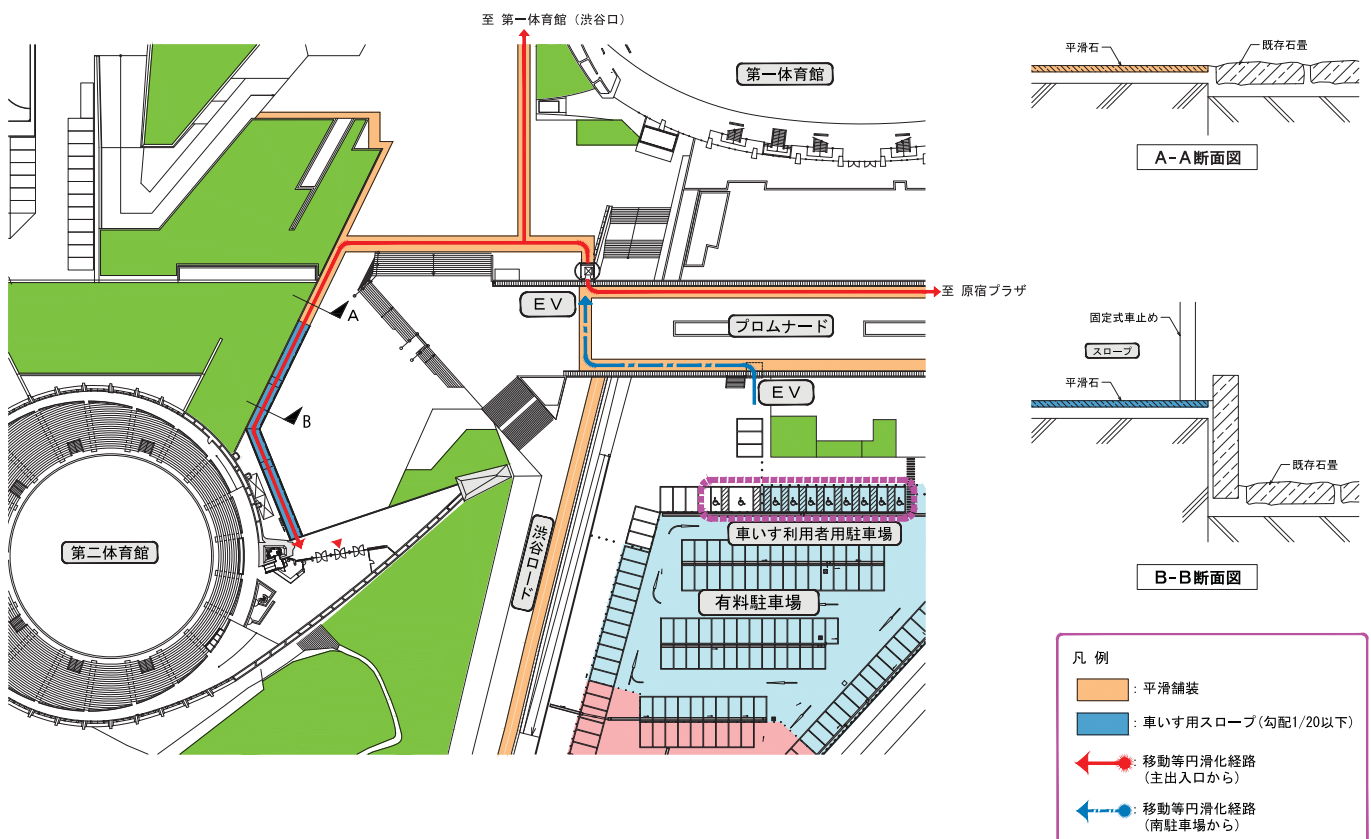 至 第一体育館（渋谷口）
第一体育館
平滑石
既存石畳
A-A断面図
A
EV
至 原宿プラザ
プロムナード
固定式車止め
スロープ
平滑石
B
EV
既存石畳
車いす利用者用駐車場
第二体育館
渋谷ロード
有料駐車場
B-B断面図
凡 例
: 平滑舗装
: 車いす用スロープ(勾配1/20以下)
: 移動等円滑化経路
(主出入口から)
: 移動等円滑化経路
(南駐車場から)